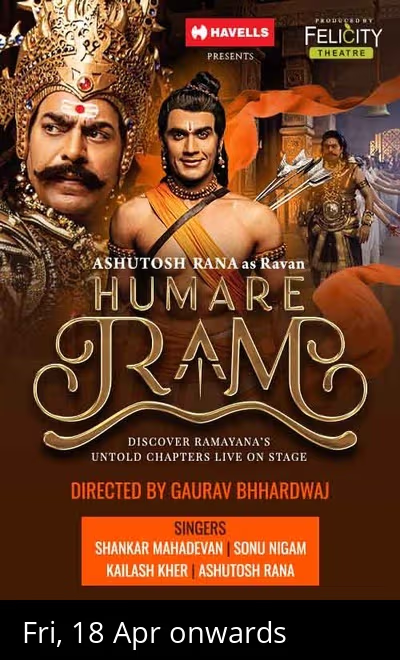 HAVELLS
PRESENTS
PRODUCED BY
FELICITY
THEATRE
ASHUTOSH RANA as Ravan
HUMARE
RAM
DISCOVER RAMAYANA'S
UNTOLD CHAPTERS LIVE ON STAGE
DIRECTED BY GAURAV BHHARDWAJ
SINGERS
SHANKAR MAHADEVAN | SONU NIGAM
KAILASH KHER | ASHUTOSH RANA
Fri, 18 Apr onwards